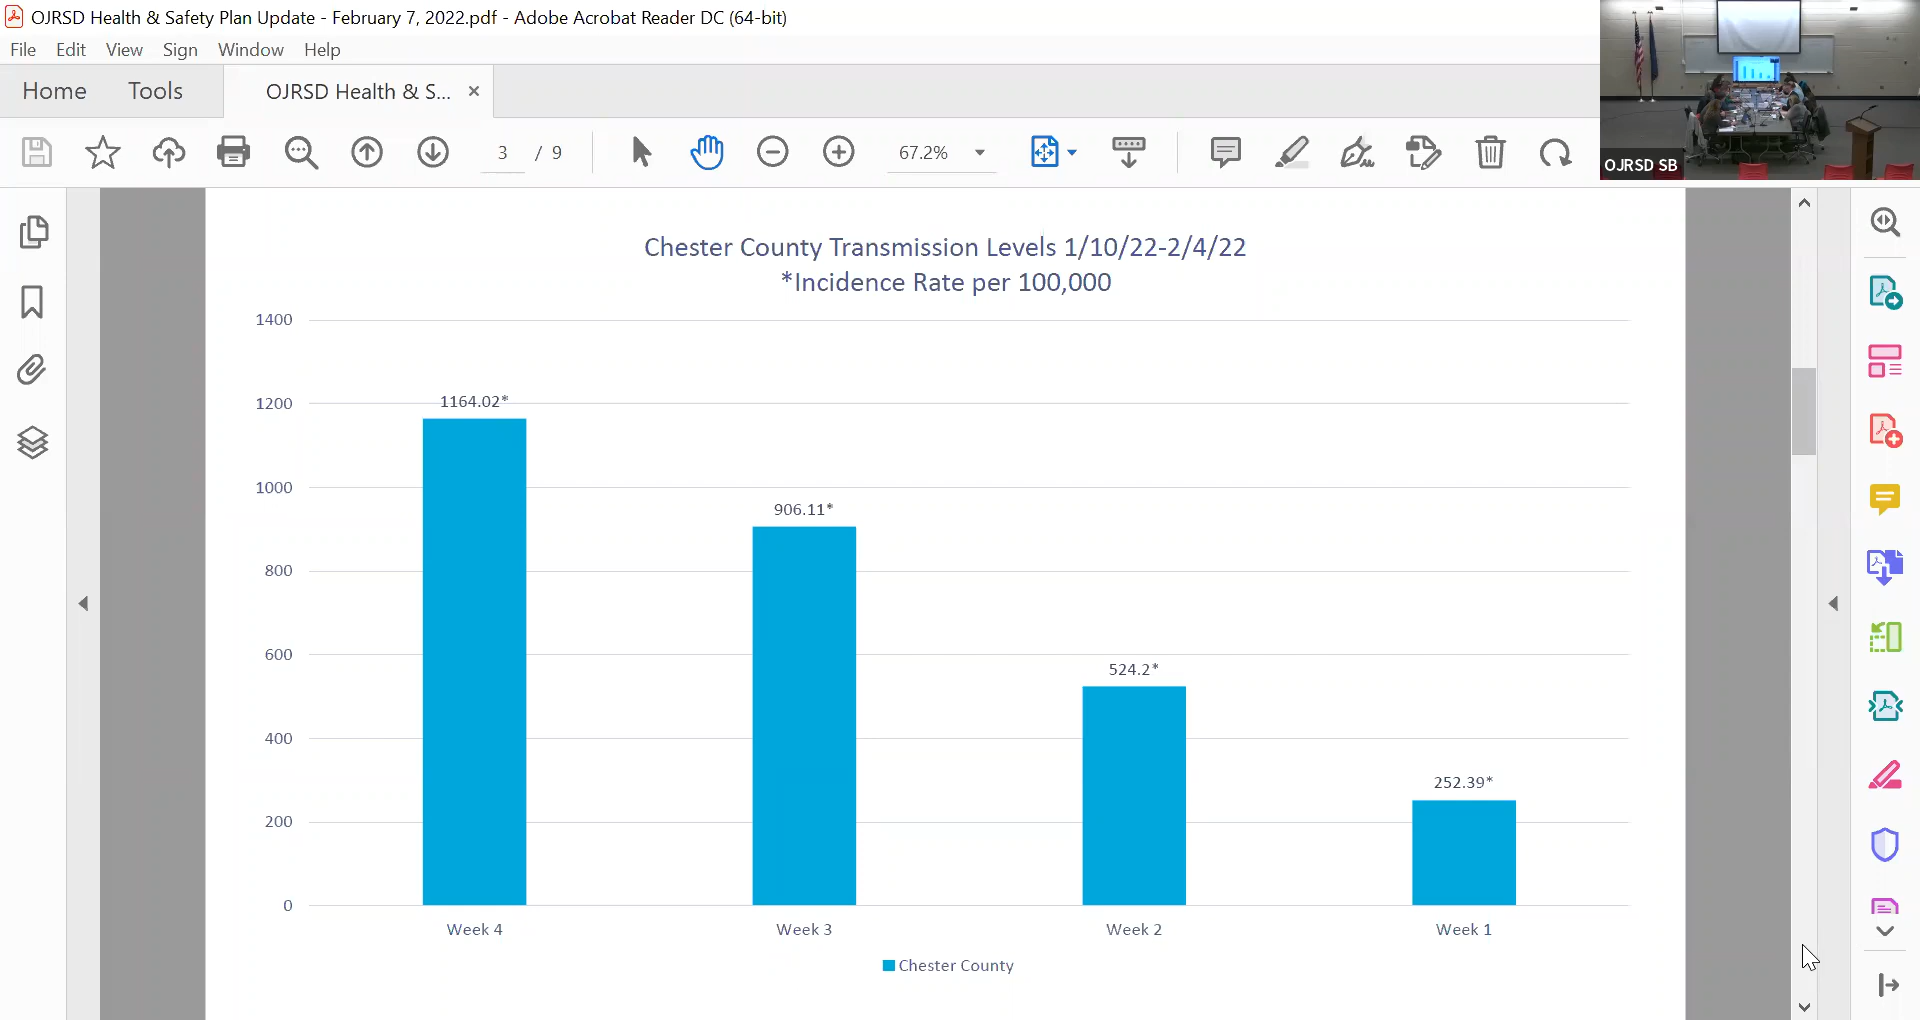 OJRSD Health & Safety Plan Update - February 7, 2022.pdf - Adobe Acrobat Reader DC (64-bit)
File Edit View Sign Window Help
Home Tools OJRSD Health & S... ×
3 / 9 67.2%
OJRSD SB
Chester County Transmission Levels 1/10/22-2/4/22
*Incidence Rate per 100,000
1400
1200
1000
800
600
400
200
0
1164.02*
906.11*
524.2*
252.39*
Week 4 Week 3 Week 2 Week 1
Chester County